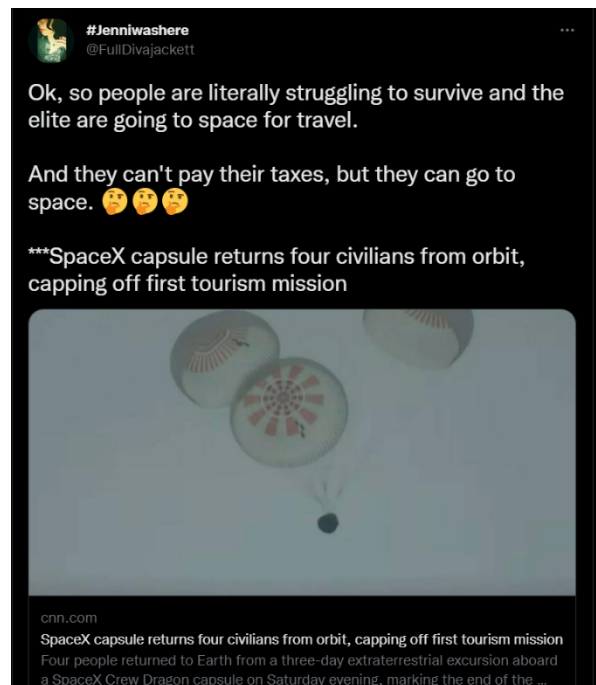 #Jenniwashere
@FullDivajackett
Ok, so people are literally struggling to survive and the
elite are going to space for travel.
And they can't pay their taxes, but they can go to
space. 🤔🤔🤔
***SpaceX capsule returns four civilians from orbit,
capping off first tourism mission
cnn.com
SpaceX capsule returns four civilians from orbit, capping off first tourism mission
Four people returned to Earth from a three-day extraterrestrial excursion aboard
a SpaceX Crew Dragon capsule on Saturday evening, marking the end of the ...